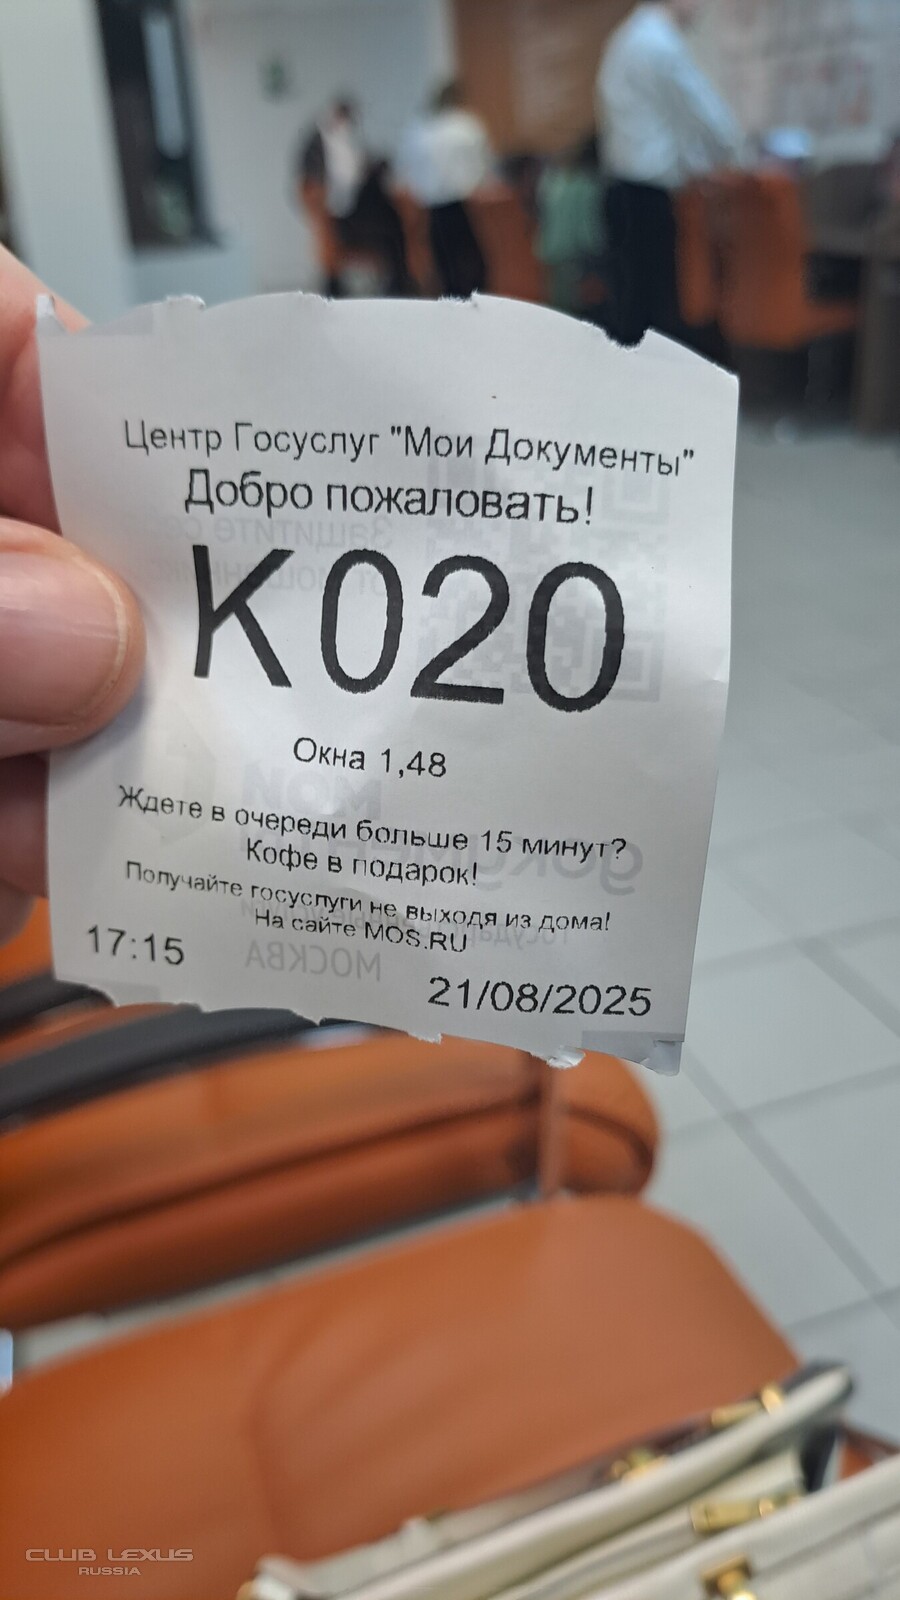 Центр Госуслуг "Мои Документы"
Добро пожаловать!
К020
Окна 1,48
Ждете в очереди больше 15 минут?
Кофе в подарок!
Получайте госуслуги не выходя из дома!
На сайте MOS.RU
17:15
21/08/2025
CLUB LEXUS
RUSSIA